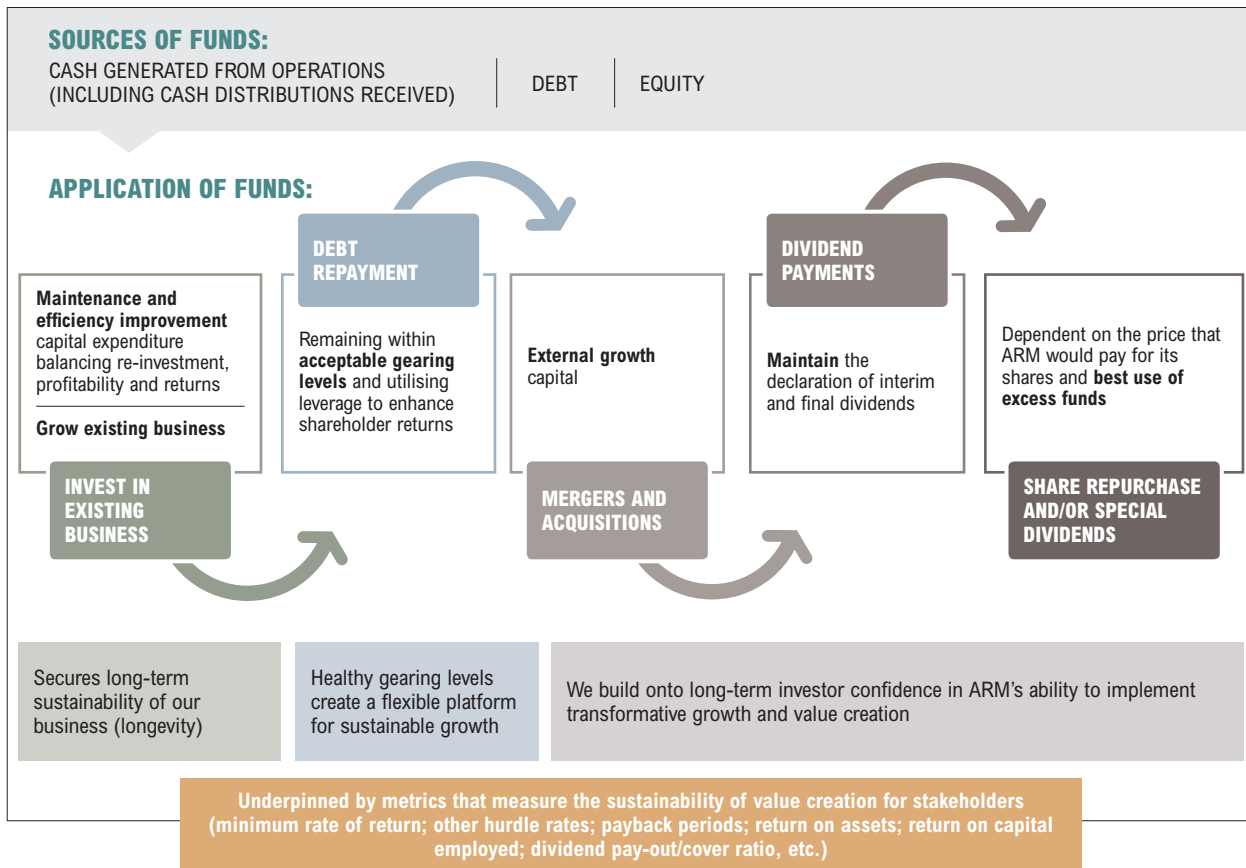 SOURCES OF FUNDS:
CASH GENERATED FROM OPERATIONS
(INCLUDING CASH DISTRIBUTIONS RECEIVED)
DEBT
EQUITY
APPLICATION OF FUNDS:
Maintenance and
efficiency improvement
capital expenditure
balancing re-investment,
profitability and returns
Grow existing business
INVEST IN
EXISTING
BUSINESS
DEBT
REPAYMENT
Remaining within
acceptable gearing
levels and utilising
leverage to enhance
shareholder returns
External growth
capital
MERGERS AND
ACQUISITIONS
DIVIDEND
PAYMENTS
Maintain the
declaration of interim
and final dividends
Dependent on the price that
ARM would pay for its
shares and best use of
excess funds
SHARE REPURCHASE
AND/OR SPECIAL
DIVIDENDS
Secures long-term
sustainability of our
business (longevity)
Healthy gearing levels
create a flexible platform
for sustainable growth
We build onto long-term investor confidence in ARM's ability to implement
transformative growth and value creation
Underpinned by metrics that measure the sustainability of value creation for stakeholders
(minimum rate of return; other hurdle rates; payback periods; return on assets; return on capital
employed; dividend pay-out/cover ratio, etc.)